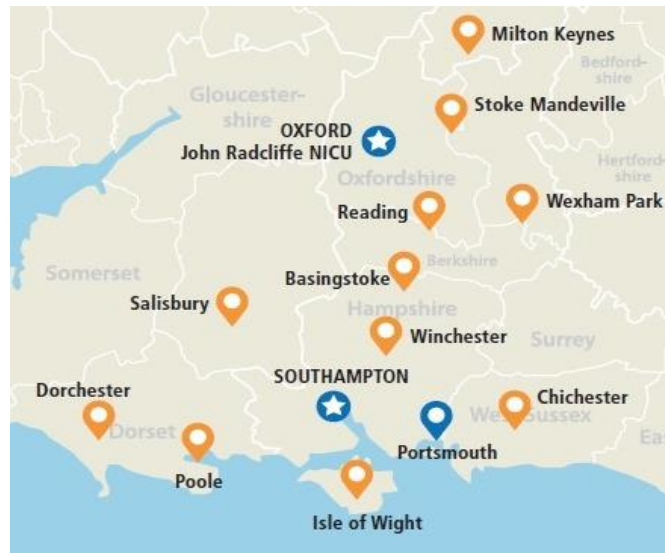 Milton Keynes
Bedford-
shire
Gloucester-
shire
Stoke Mandeville
OXFORD
John Radcliffe NICU
Hertford
shire
Oxfordshire
Wexham Park
Reading
Somerset
Berkshire
Basingstoke
Salisbury
Hampshire
Winchester
Surrey
SOUTHAMPTON
Dorchester
Chichester
West Sussex
Dorset
Portsmouth
Poole
Isle of Wight